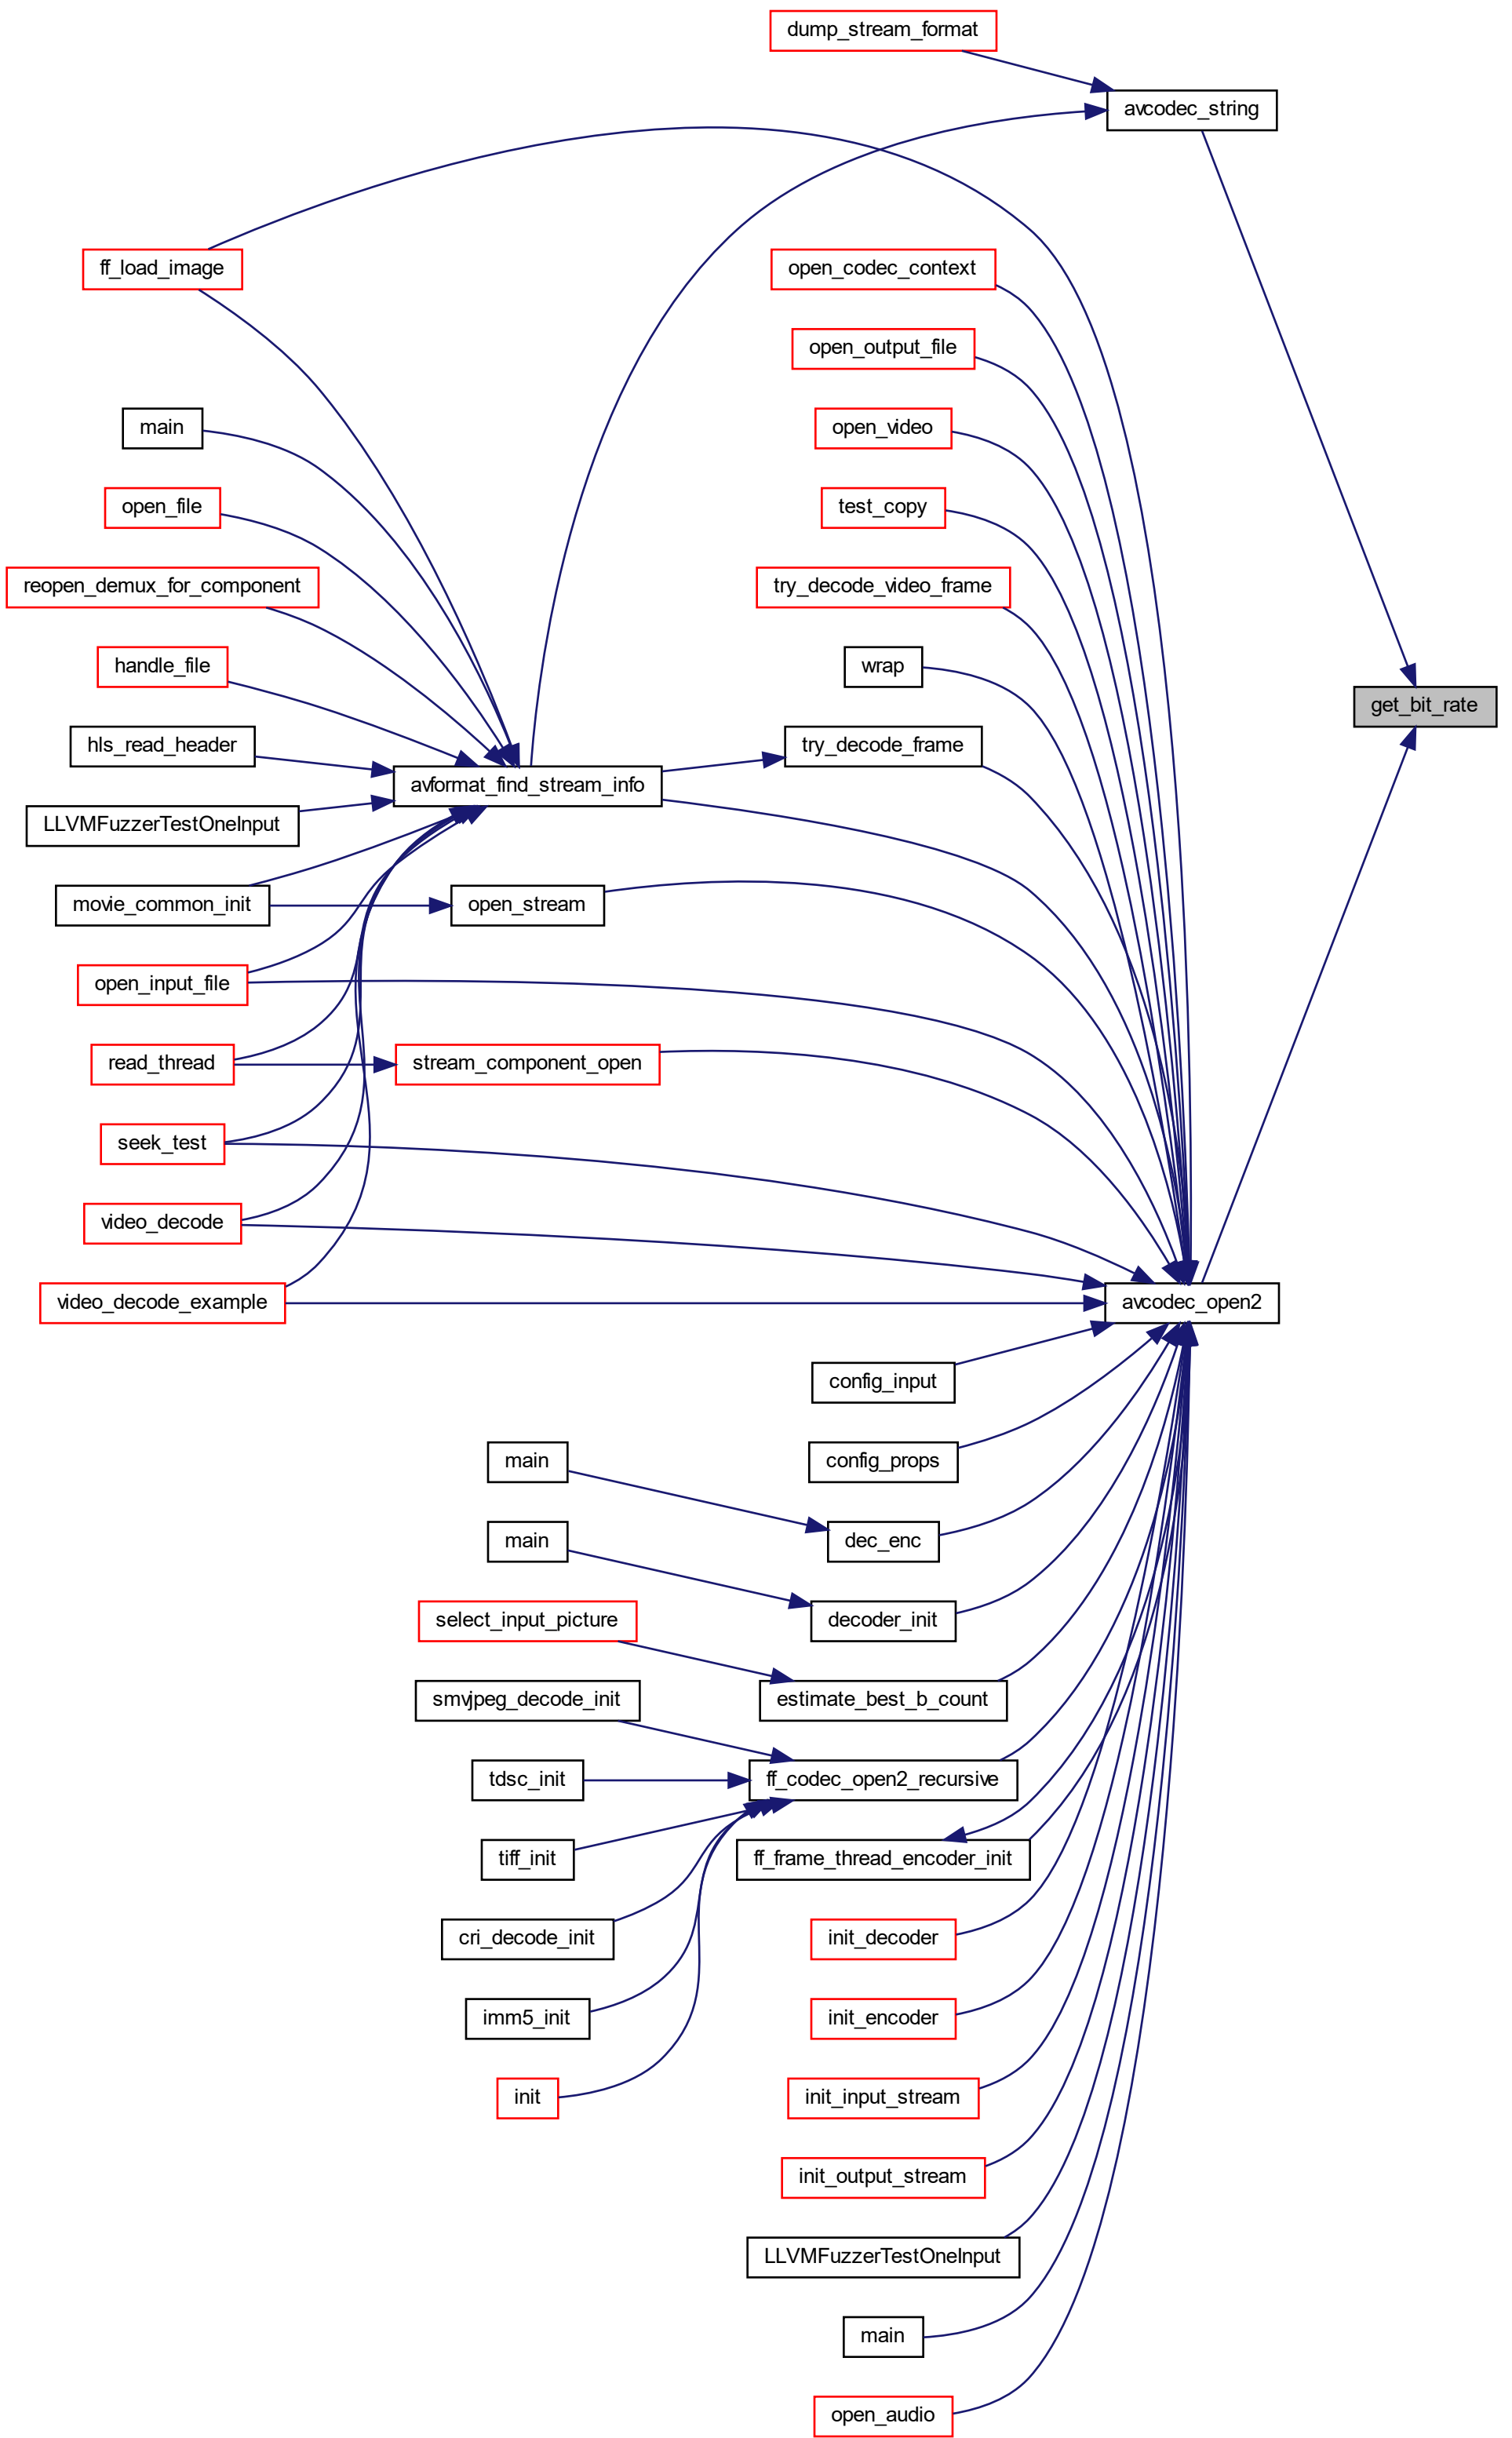 dump_stream_format
avcodec_string
ff_load_image
open_codec_context
open_output_file
main
open_video
open_file
test_copy
reopen_demux_for_component
try_decode_video_frame
handle_file
wrap
get_bit_rate
hls_read_header
try_decode_frame
avformat_find_stream_info
LLVMFuzzerTestOneInput
movie_common_init
open_stream
open_input_file
read_thread
stream_component_open
seek_test
video_decode
video_decode_example
avcodec_open2
config_input
main
config_props
main
dec_enc
select_input_picture
decoder_init
smvjpeg_decode_init
estimate_best_b_count
tdsc_init
ff_codec_open2_recursive
tiff_init
ff_frame_thread_encoder_init
cri_decode_init
init_decoder
imm5_init
init_encoder
init
init_input_stream
init_output_stream
LLVMFuzzerTestOneInput
main
open_audio